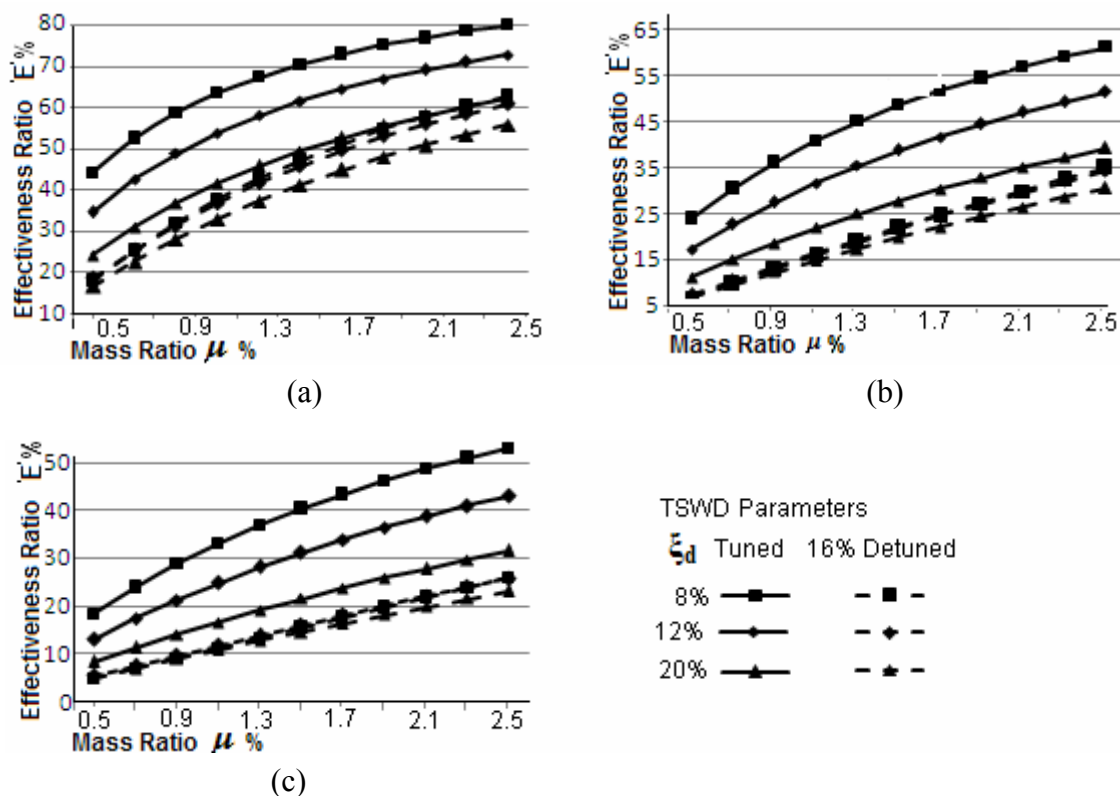 Effectiveness Ratio 'E'%
80
70
60
50
40
30
20
10
0.5 0.9 1.3 1.7 2.1 2.5
Mass Ratio μ %
(a)
Effectiveness Ratio 'E'%
65
55
45
35
25
15
5
0.5 0.9 1.3 1.7 2.1 2.5
Mass Ratio μ %
(b)
Effectiveness Ratio 'E'%
50
40
30
20
10
0
0.5 0.9 1.3 1.7 2.1 2.5
Mass Ratio μ %
(c)
TSWD Parameters
ξd Tuned 16% Detuned
8%
12%
20%